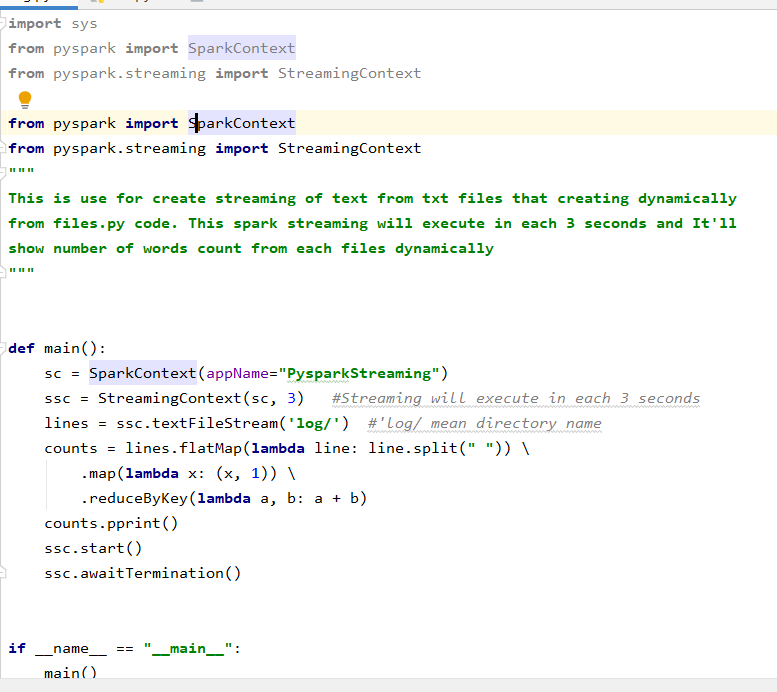 import sys
from pyspark import SparkContext
from pyspark.streaming import StreamingContext
from pyspark import SparkContext
from pyspark.streaming import StreamingContext
"""
This is use for create streaming of text from txt files that creating dynamically
from files.py code. This spark streaming will execute in each 3 seconds and It'll
show number of words count from each files dynamically
"""
def main():
    sc = SparkContext(appName="PysparkStreaming")
    ssc = StreamingContext(sc, 3)   #Streaming will execute in each 3 seconds
    lines = ssc.textFileStream('log/')  #'log/ mean directory name
    counts = lines.flatMap(lambda line: line.split(" ")) \
        .map(lambda x: (x, 1)) \
        .reduceByKey(lambda a, b: a + b)
    counts.pprint()
    ssc.start()
    ssc.awaitTermination()
if __name__ == "__main__":
    main()